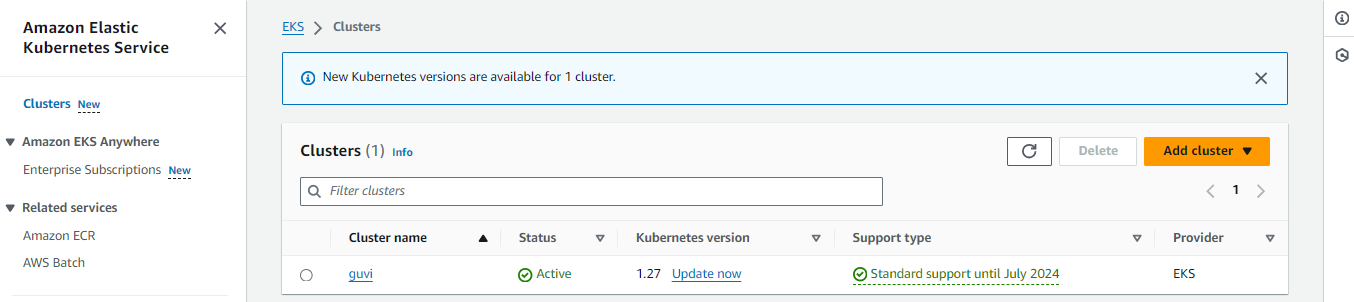 Amazon Elastic
Kubernetes Service
Clusters New
Amazon EKS Anywhere
Enterprise Subscriptions New
Related services
Amazon ECR
AWS Batch
EKS Clusters
New Kubernetes versions are available for 1 cluster.
Clusters (1) Info
Delete
Add cluster
Filter clusters
1
Cluster name Status Kubernetes version Support type Provider
guvi Active 1.27 Update now Standard support until July 2024 EKS